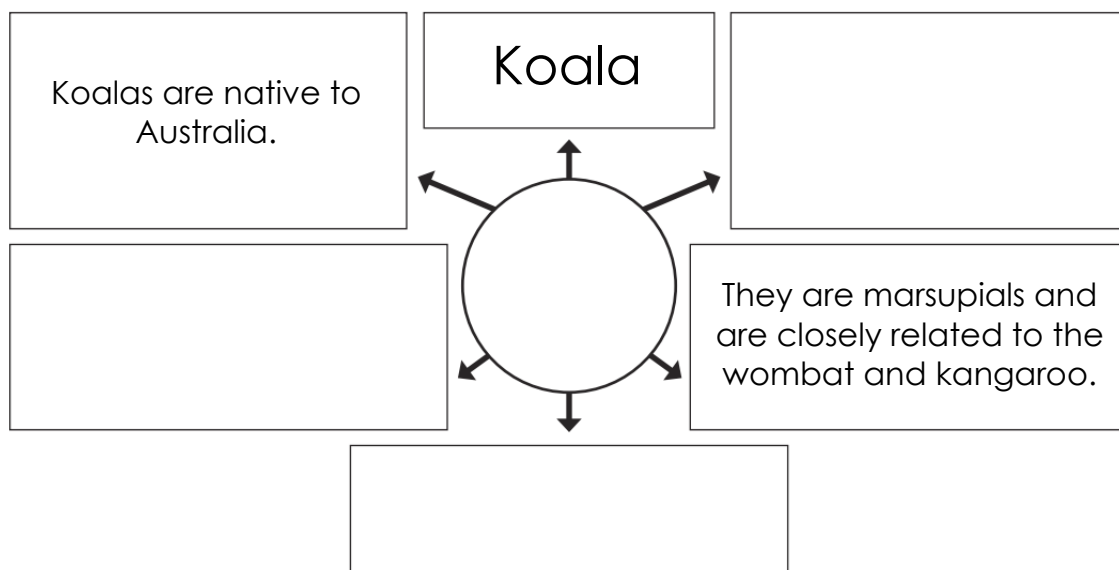 Koala
Koalas are native to
Australia.
They are marsupials and
are closely related to the
wombat and kangaroo.